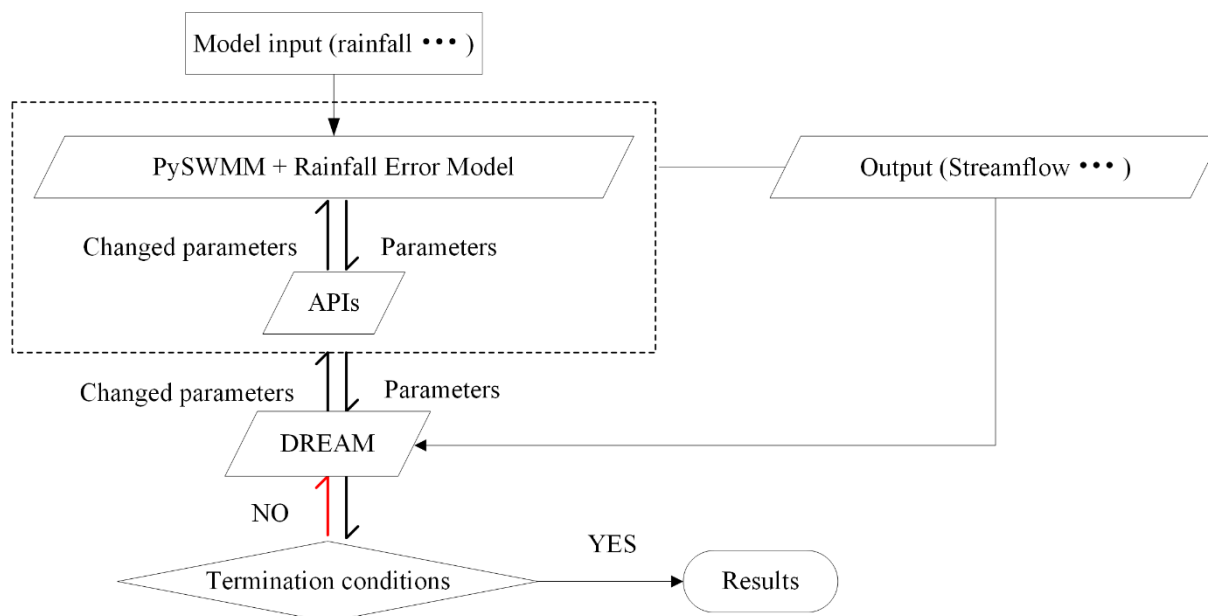 Model input (rainfall ••• )
PySWMM + Rainfall Error Model
Output (Streamflow ••• )
Changed parameters
Parameters
APIs
Changed parameters
Parameters
DREAM
NO
YES
Termination conditions
Results